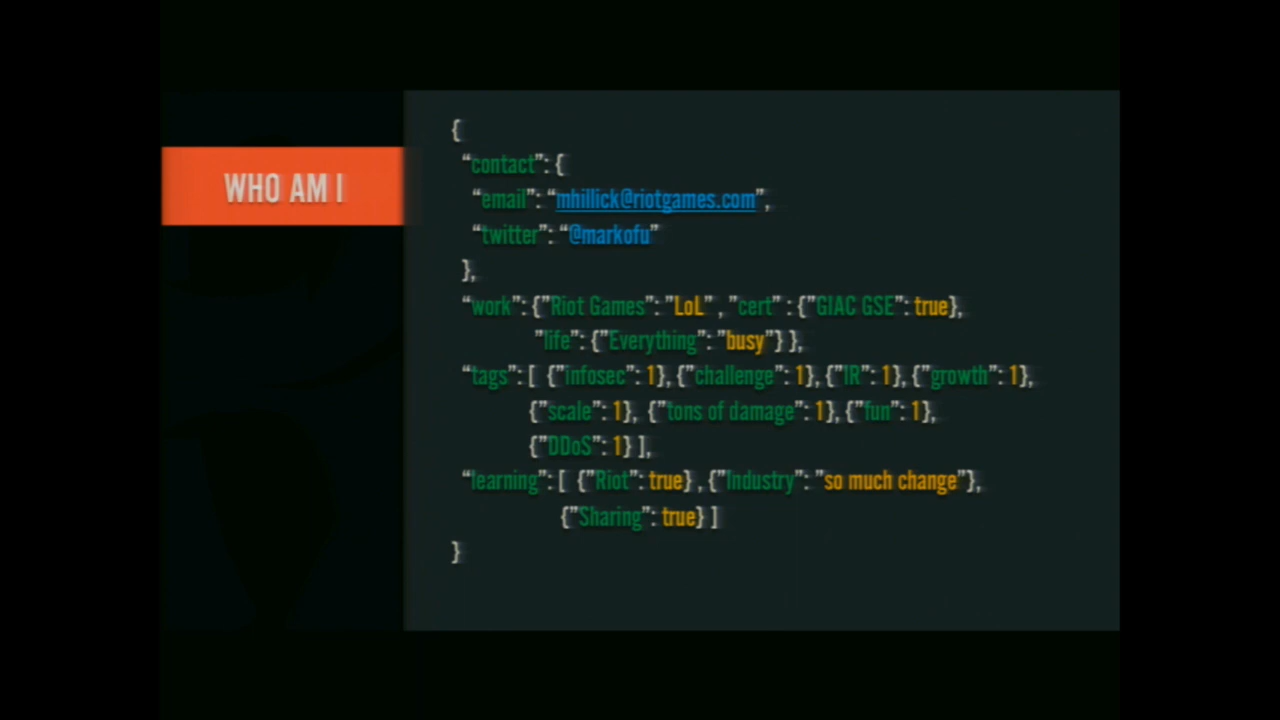 WHO AM I
{
“contact”: {
“email”: “mhillick@riotgames.com”,
“twitter”: “@markofu”
},
“work”: {”Riot Games”: ”LoL” , ”cert” : {”GIAC GSE”: true},
”life”: {”Everything”: ”busy”} },
“tags”: [ {”infosec”: 1}, {”challenge”: 1}, {”IR”: 1}, {”growth”: 1},
{”scale”: 1}, {”tons of damage”: 1}, {”fun”: 1},
{”DDoS”: 1} ],
“learning”: [ {”Riot”: true} , {”Industry”: ”so much change”},
{”Sharing”: true} ]
}